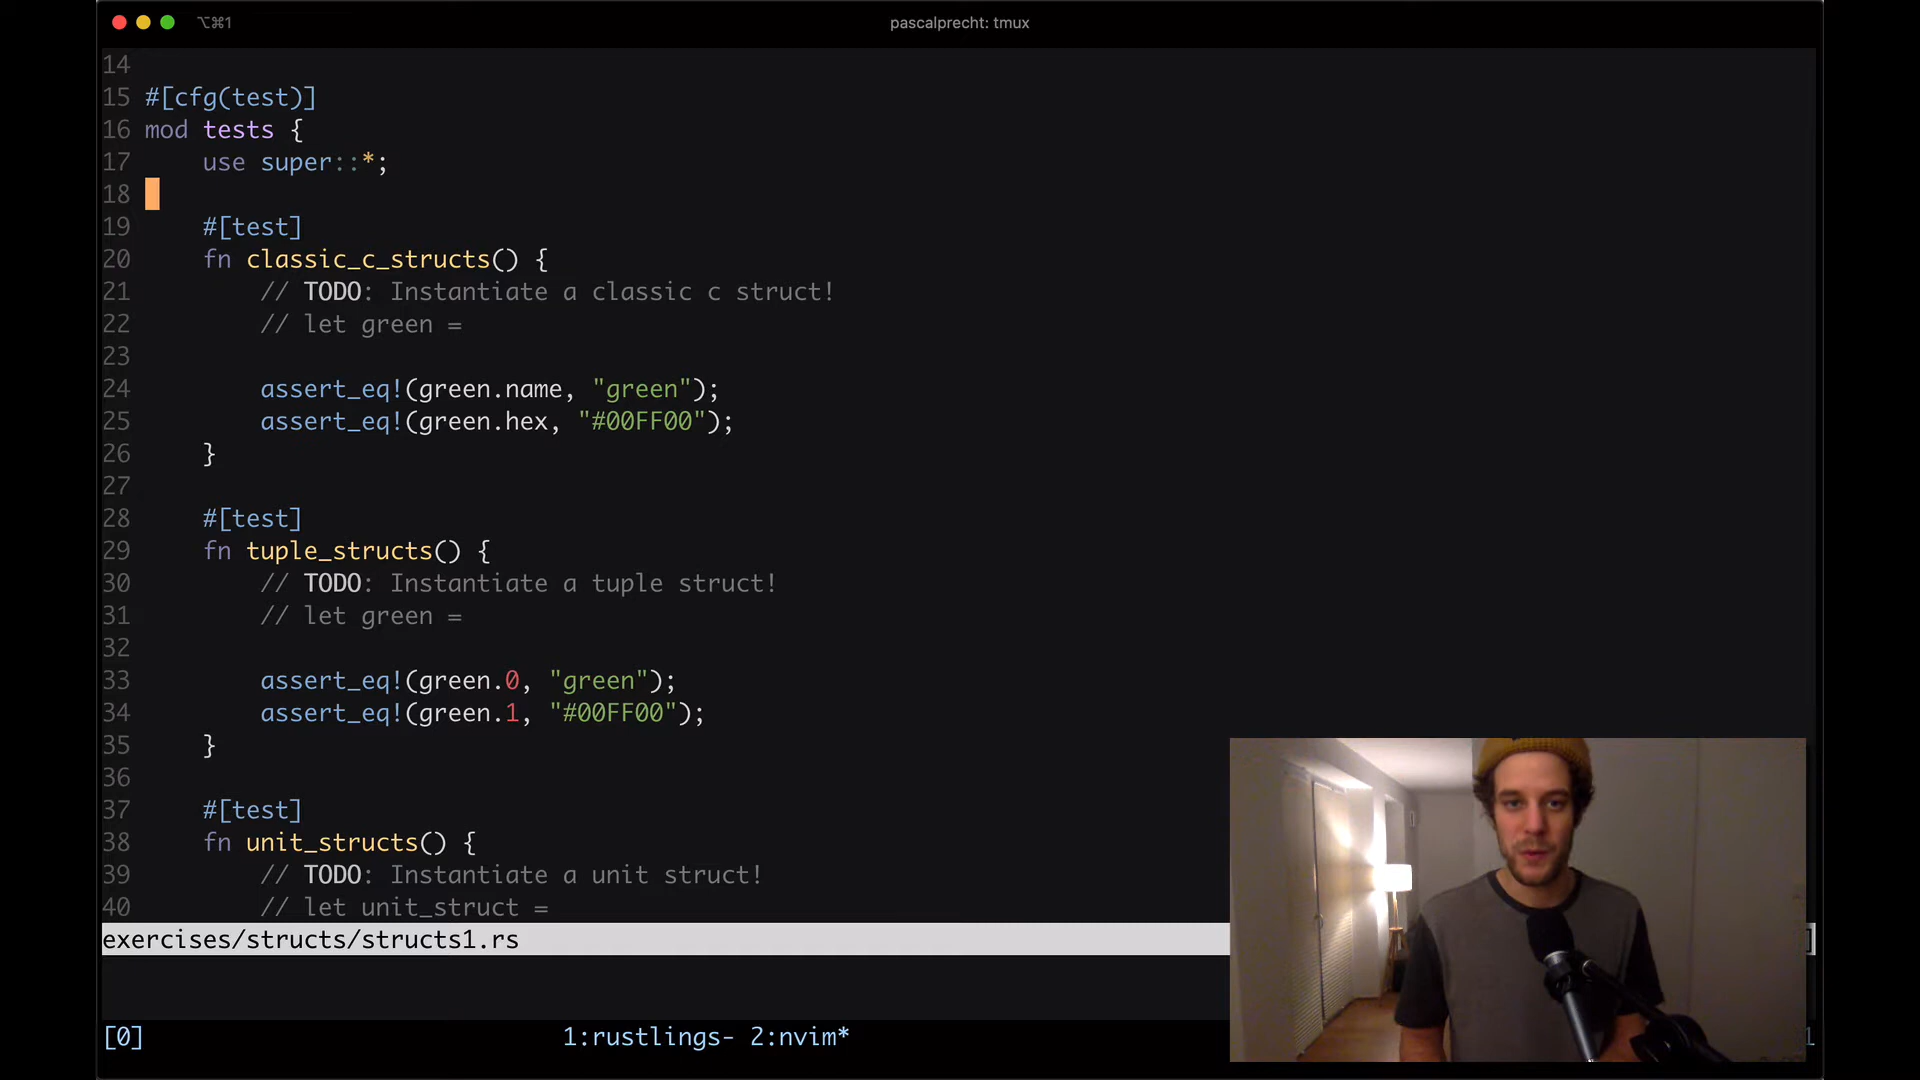 ⌥⌘1
pascalprecht: tmux
14
15 #[cfg(test)]
16 mod tests {
17     use super::*;
18
19     #[test]
20     fn classic_c_structs() {
21         // TODO: Instantiate a classic c struct!
22         // let green =
23
24         assert_eq!(green.name, "green");
25         assert_eq!(green.hex, "#00FF00");
26     }
27
28     #[test]
29     fn tuple_structs() {
30         // TODO: Instantiate a tuple struct!
31         // let green =
32
33         assert_eq!(green.0, "green");
34         assert_eq!(green.1, "#00FF00");
35     }
36
37     #[test]
38     fn unit_structs() {
39         // TODO: Instantiate a unit struct!
40         // let unit_struct =
exercises/structs/structs1.rs
[0] 1:rustlings- 2:nvim*